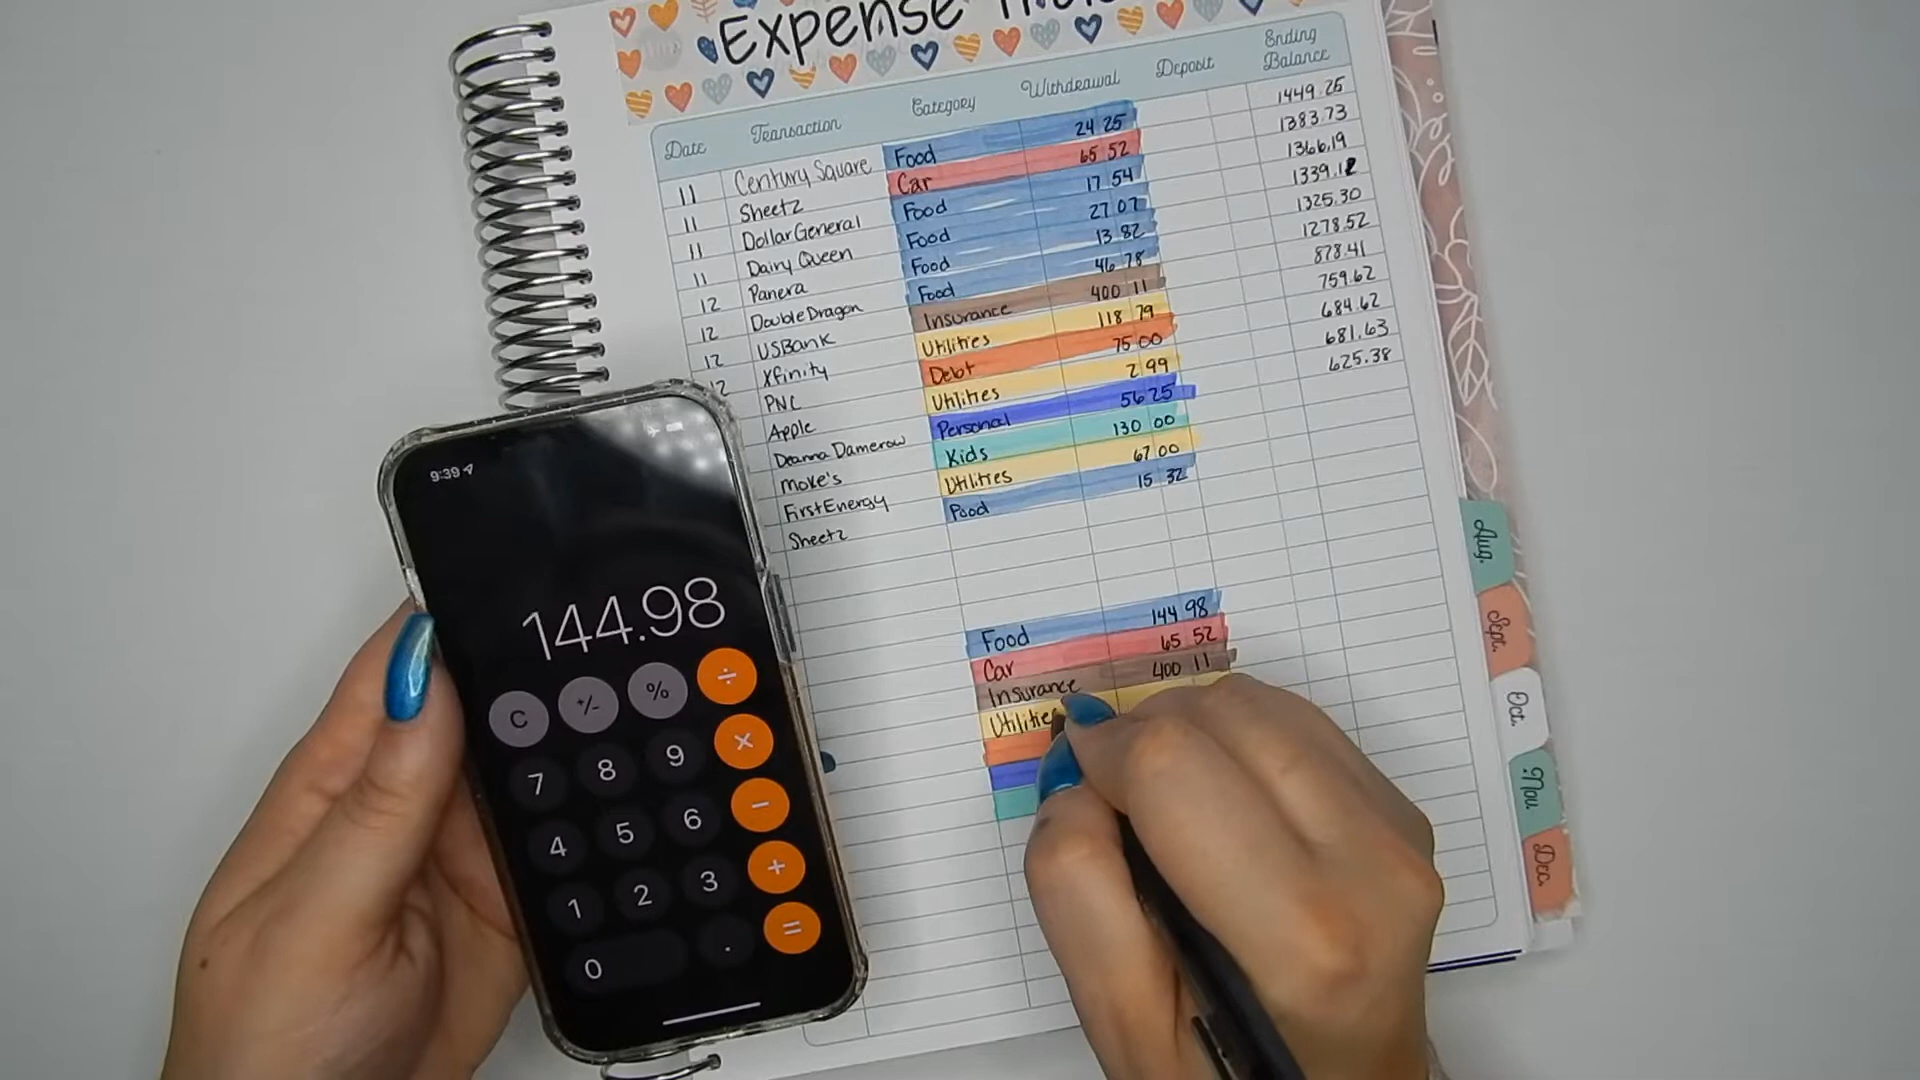 Expense
Date Transaction Category Withdrawal Deposit Ending Balance
11 Century Square Food 24 25 1449.25
11 Sheetz Car 65 52 1383.73
11 Dollar General Food 17 54 1366.19
11 Dairy Queen Food 27 07 1339.12
12 Panera Food 13 82 1325.30
12 Double Dragon Food 46 78 1278.52
12 USBank Insurance 400 11 878.41
12 Xfinity Utilities 118 79 759.62
PNC Debt 75 00 684.62
Apple Utilities 2 99 681.63
Deanna Damerow Personal 56 25 625.38
Move's Kids 130 00
FirstEnergy Utilities 67 00
Sheetz Food 15 32
Food 144 98
Car 65 52
Insurance 400 11
Utilities
9:39
144.98
C +/- % ÷
7 8 9 ×
4 5 6 −
1 2 3 +
0 . =
Aug.
Sept.
Oct.
Nov.
Dec.